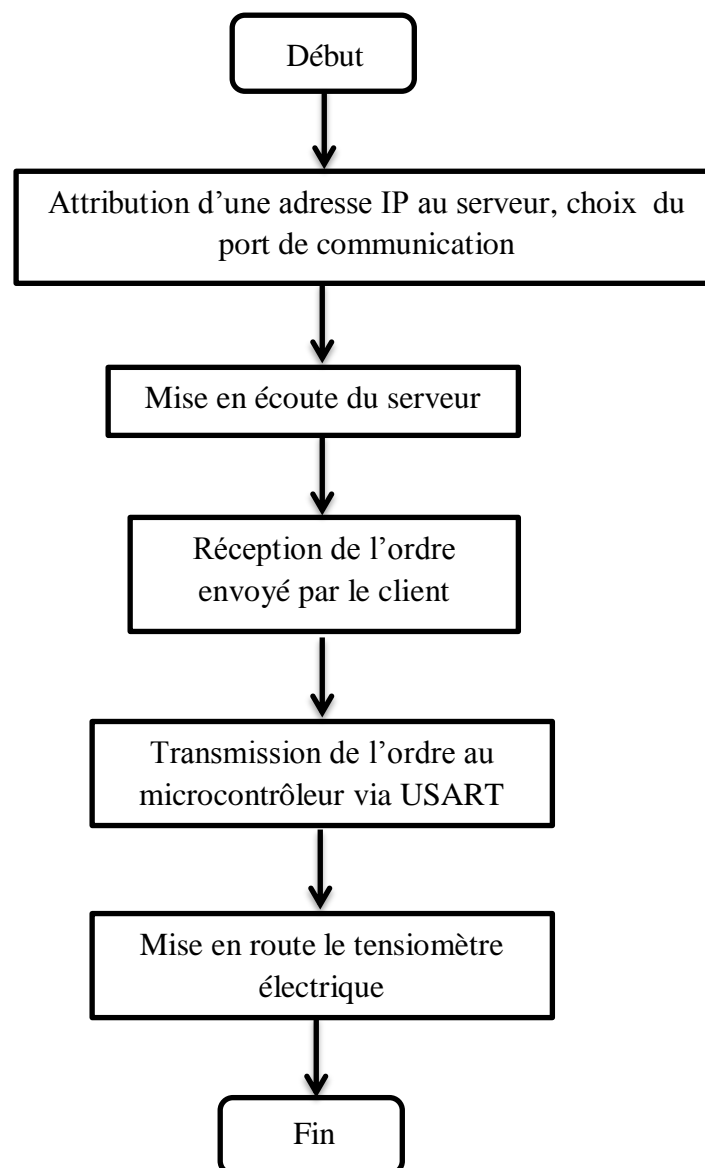 Début
Attribution d’une adresse IP au serveur, choix du
port de communication
Mise en écoute du serveur
Réception de l’ordre
envoyé par le client
Transmission de l’ordre au
microcontrôleur via USART
Mise en route le tensiomètre
électrique
Fin